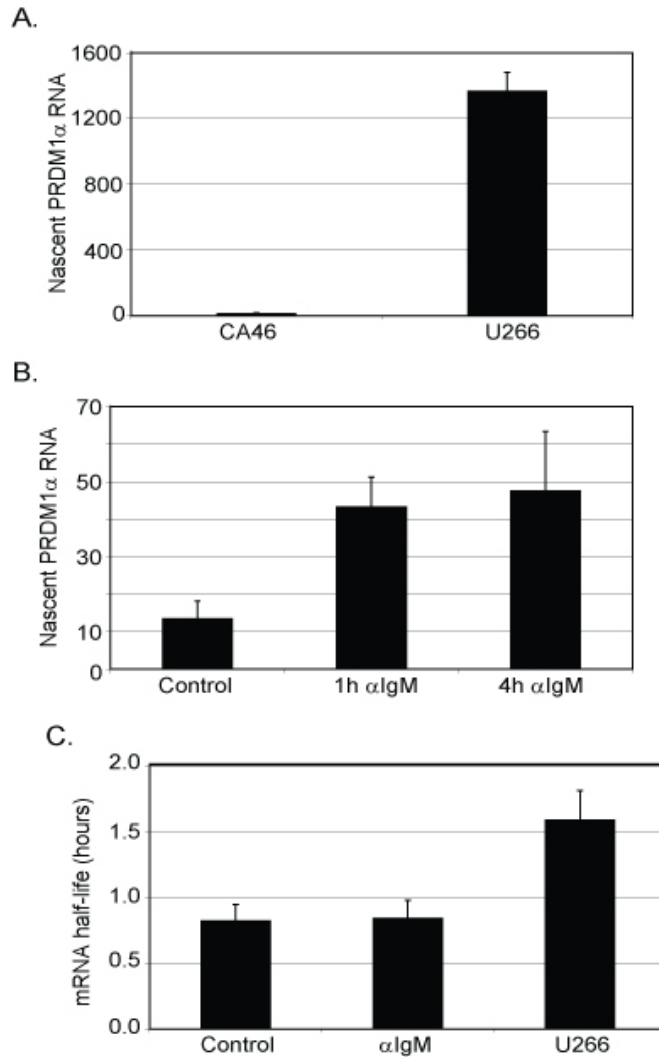 A.
Nascent PRDM1α RNA
1600
1200
800
400
0
CA46 U266
B.
Nascent PRDM1α RNA
70
50
30
10
0
Control 1h αIgM 4h αIgM
C.
mRNA half-life (hours)
2.0
1.5
1.0
0.5
0.0
Control αIgM U266